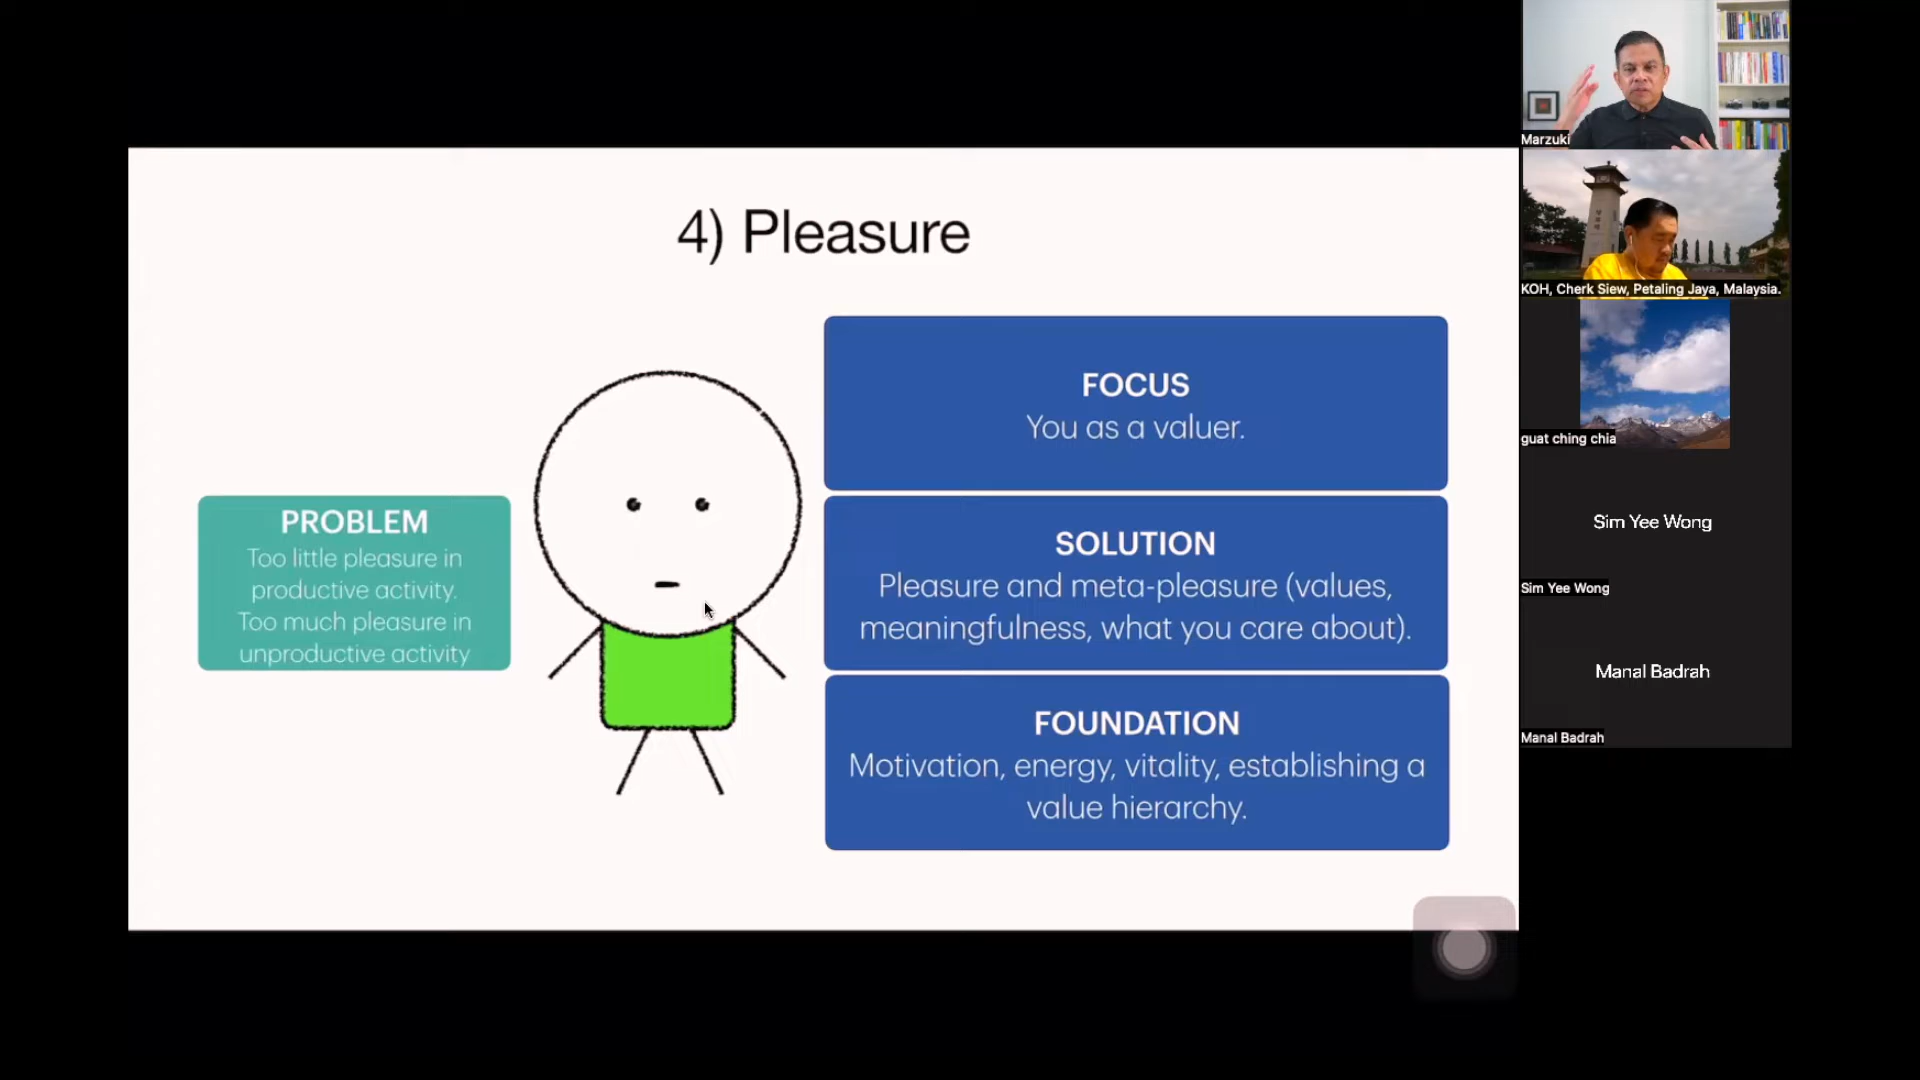 4) Pleasure
PROBLEM
Too little pleasure in
productive activity.
Too much pleasure in
unproductive activity
FOCUS
You as a valuer.
SOLUTION
Pleasure and meta-pleasure (values,
meaningfulness, what you care about).
FOUNDATION
Motivation, energy, vitality, establishing a
value hierarchy.
Marzuki
KOH, Cherk Siew, Petaling Jaya, Malaysia.
guat ching chia
Sim Yee Wong
Sim Yee Wong
Manal Badrah
Manal Badrah